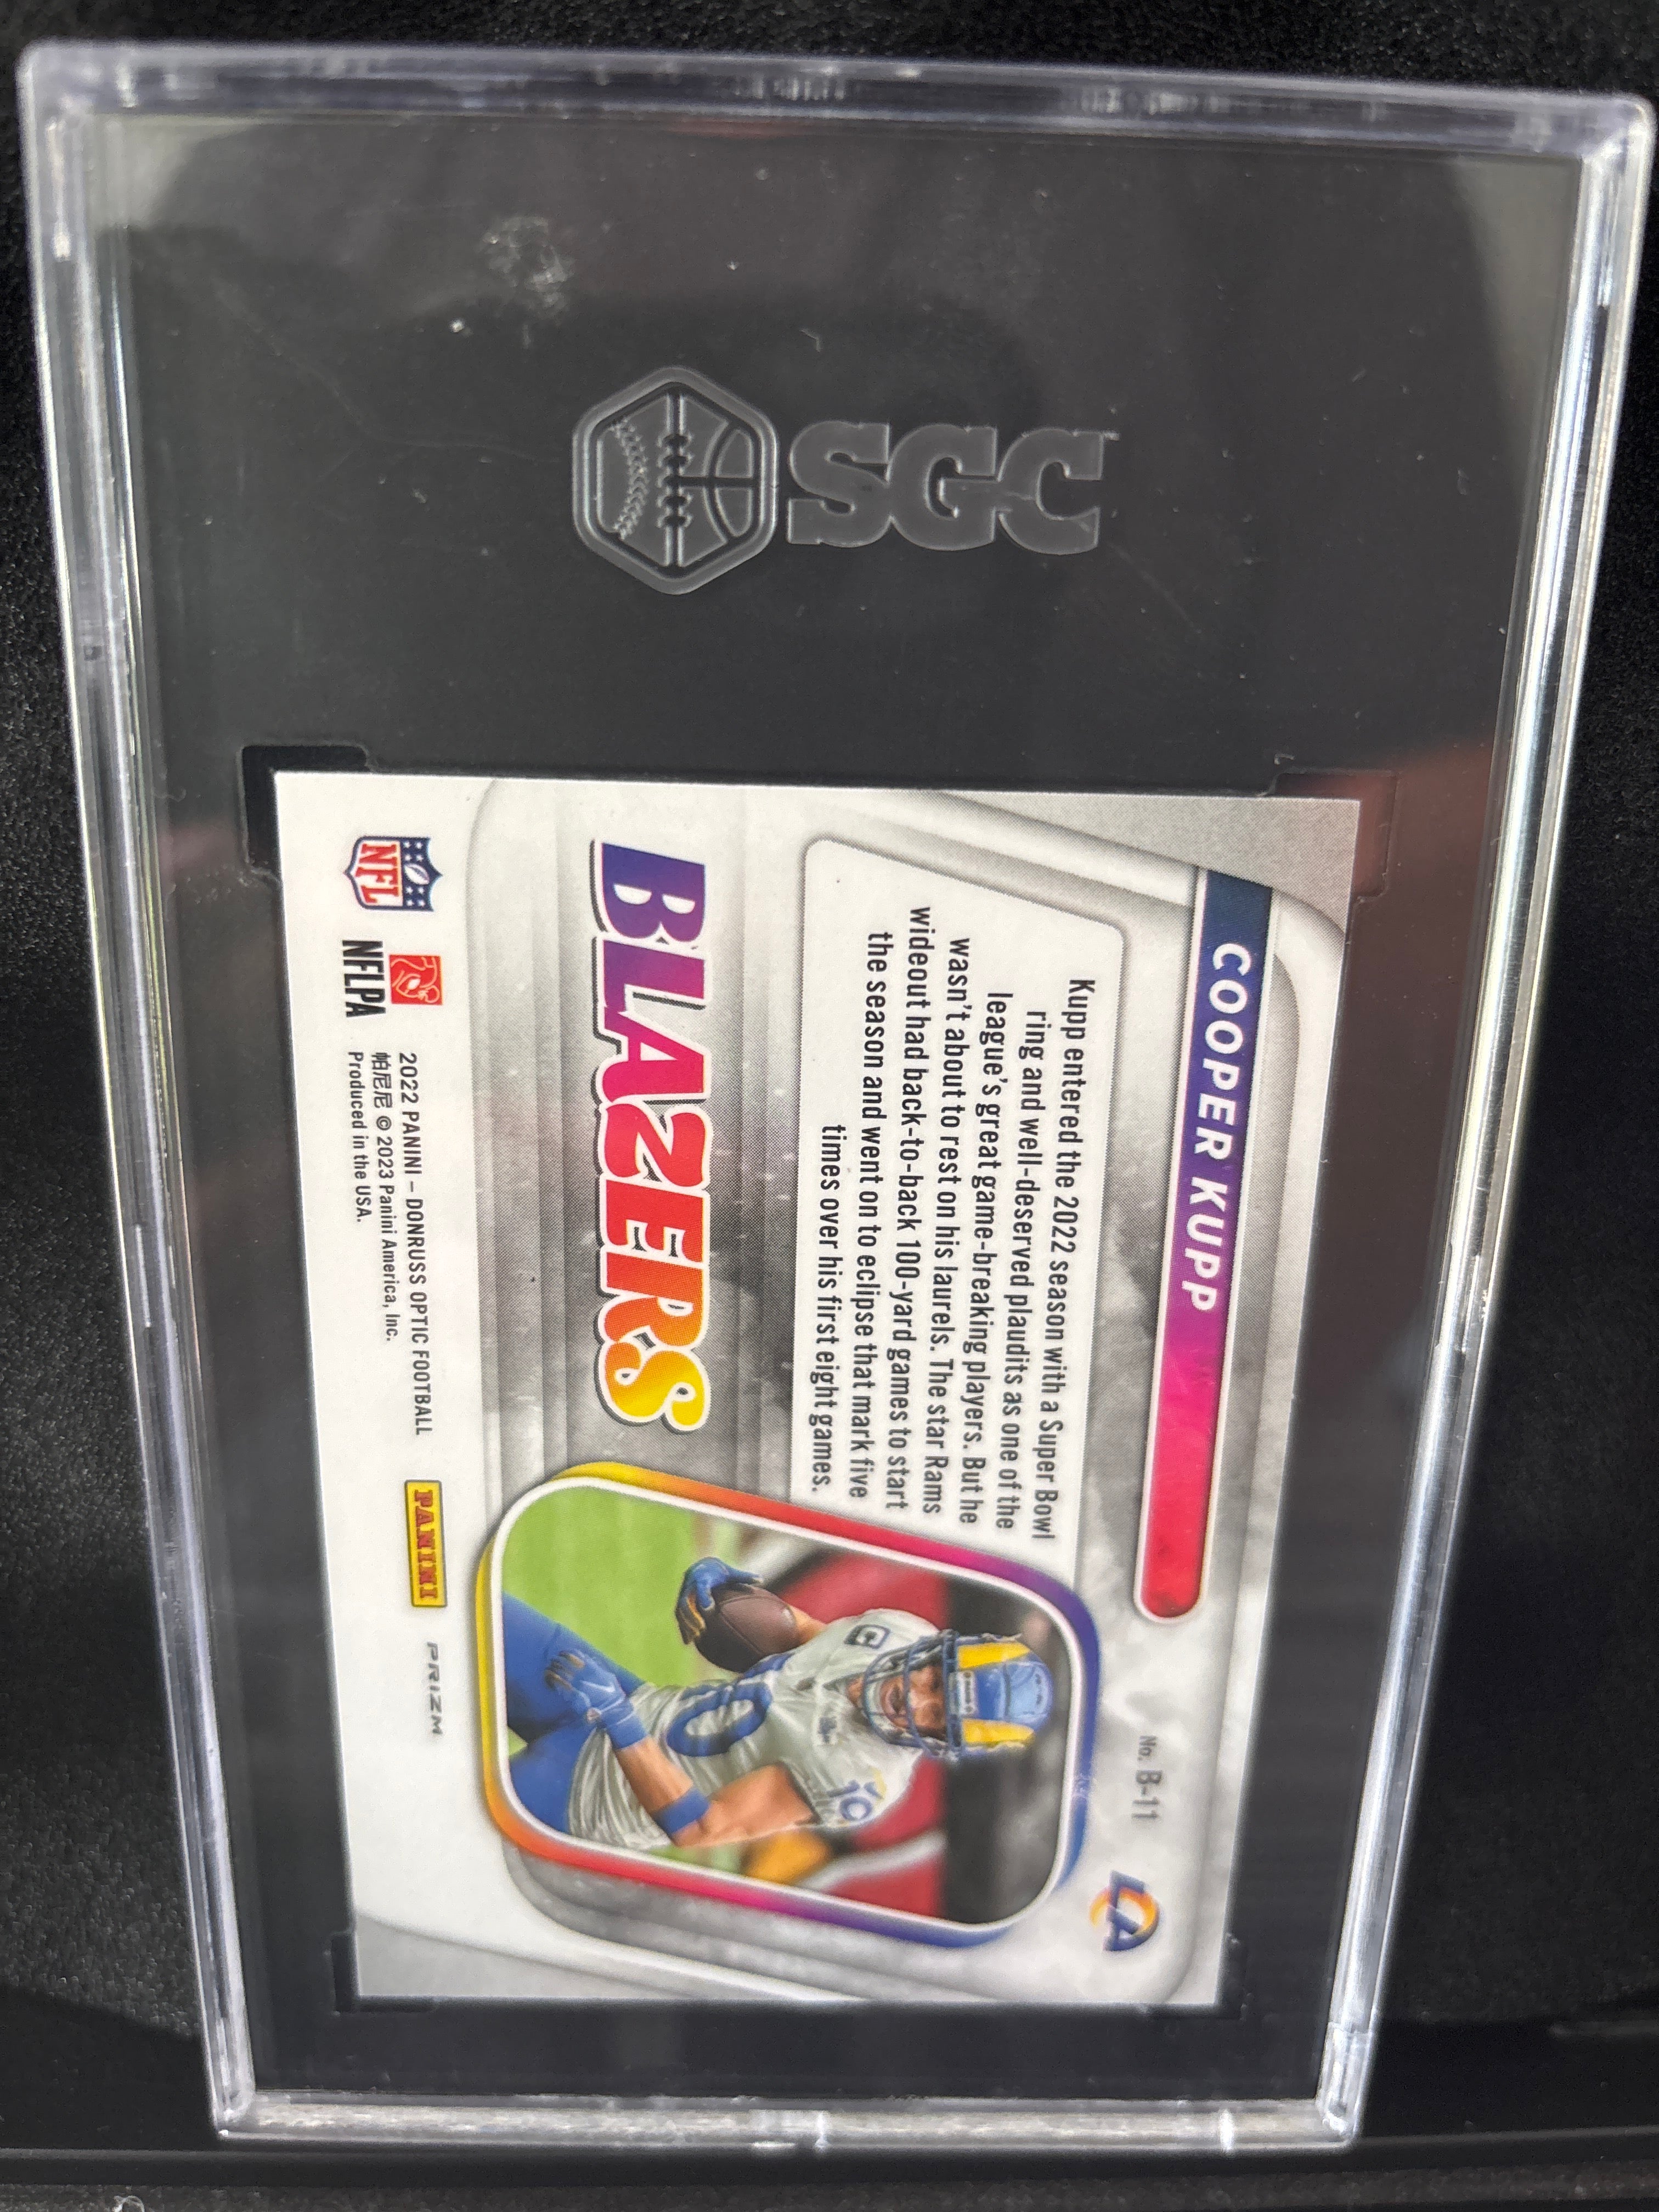 SGC
COOPER KUPP
No. B-11
LA
Kupp entered the 2022 season with a Super Bowl
ring and well-deserved plaudits as one of the
league's great game-breaking players. But he
wasn't about to rest on his laurels. The star Rams
wideout had back-to-back 100-yard games to start
the season and went on to eclipse that mark five
times over his first eight games.
C
10
10
BLAZERS
NFL
NFLPA
2022 PANINI – DONRUSS OPTIC FOOTBALL
帕尼尼 © 2023 Panini America, Inc.
Produced in the USA.
PANINI
PRIZM